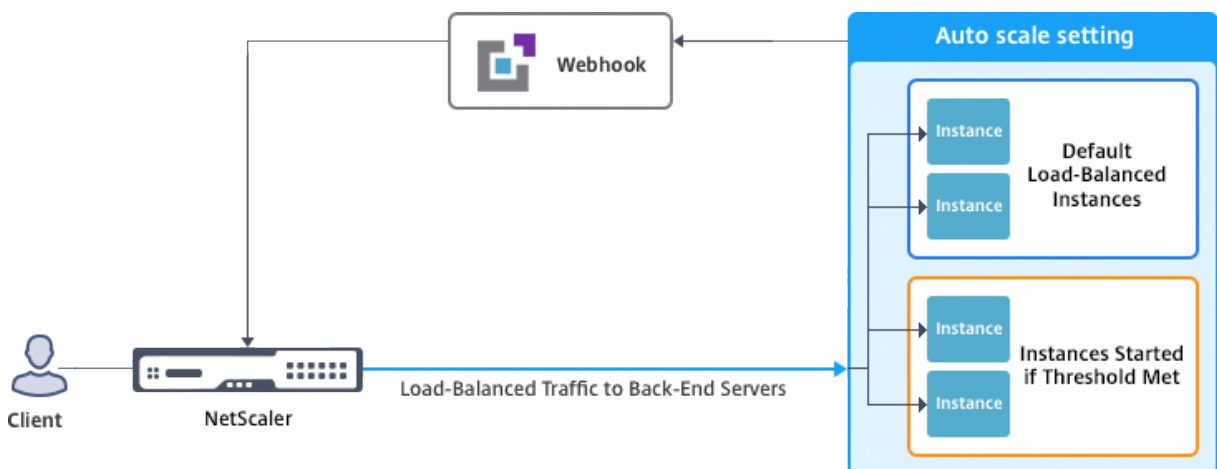 Webhook
Auto scale setting
Instance
Instance
Default
Load-Balanced
Instances
Instance
Instance
Instances Started
if Threshold Met
Client
NetScaler
Load-Balanced Traffic to Back-End Servers